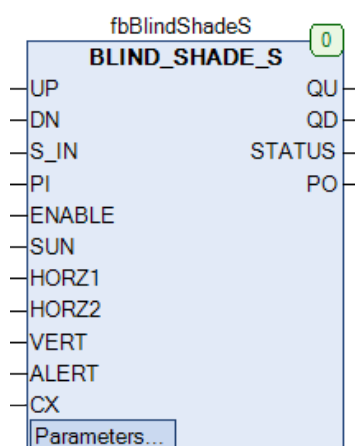 fbBlindShadeS
0
BLIND_SHADE_S
UP QU
DN QD
S_IN STATUS
PI PO
ENABLE
SUN
HORZ1
HORZ2
VERT
ALERT
CX
Parameters...